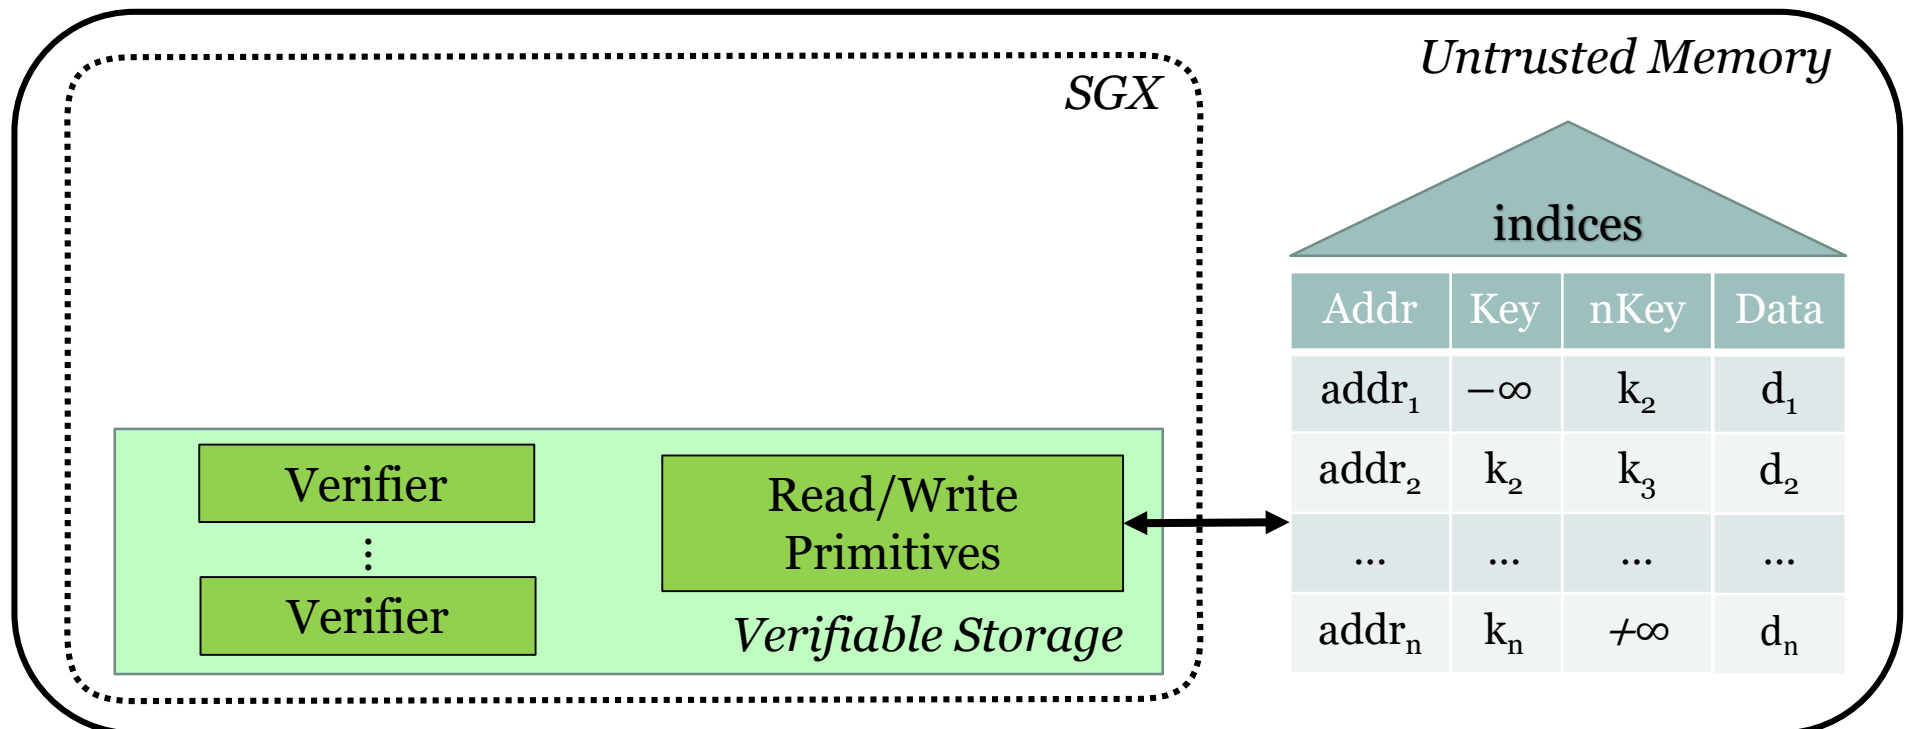 Untrusted Memory
SGX
indices
Addr Key nKey Data
addr₁ −∞ k₂ d₁
addr₂ k₂ k₃ d₂
... ... ... ...
addrₙ kₙ +∞ dₙ
Verifier
⋮
Verifier
Read/Write
Primitives
Verifiable Storage